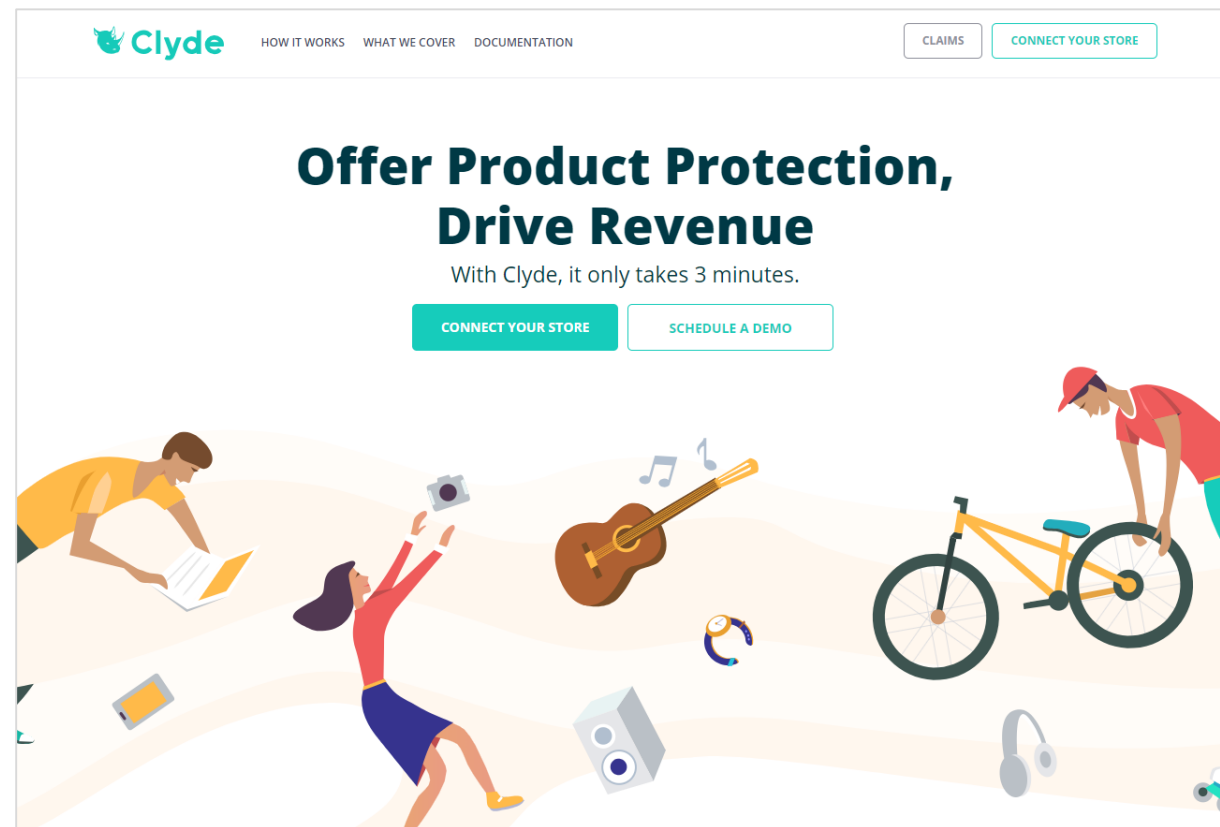 Clyde
HOW IT WORKS WHAT WE COVER DOCUMENTATION
CLAIMS
CONNECT YOUR STORE
Offer Product Protection,
Drive Revenue
With Clyde, it only takes 3 minutes.
CONNECT YOUR STORE
SCHEDULE A DEMO